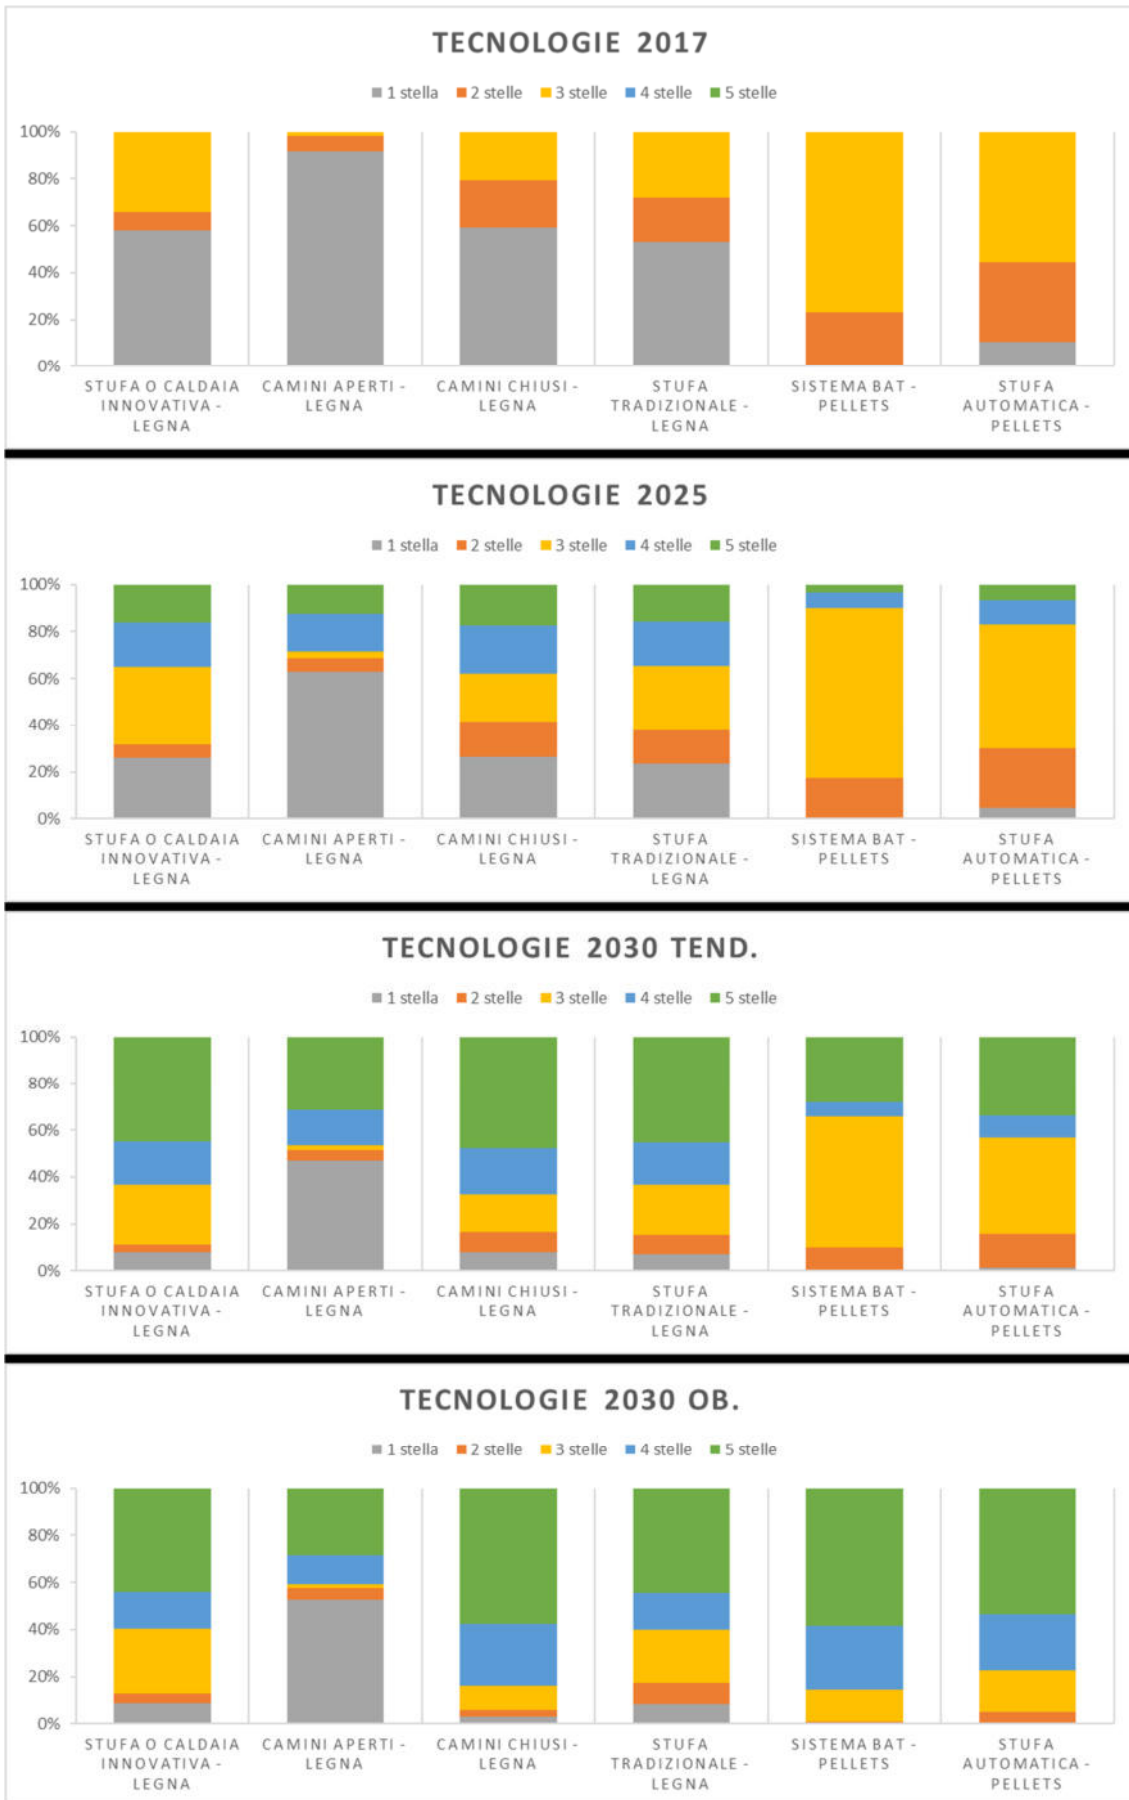 TECNOLOGIE 2017
1 stella 2 stelle 3 stelle 4 stelle 5 stelle
100%
80%
60%
40%
20%
0%
STUFA O CALDAIA INNOVATIVA - LEGNA
CAMINI APERTI - LEGNA
CAMINI CHIUSI - LEGNA
STUFA TRADIZIONALE - LEGNA
SISTEMA BAT - PELLETS
STUFA AUTOMATICA - PELLETS
TECNOLOGIE 2025
1 stella 2 stelle 3 stelle 4 stelle 5 stelle
100%
80%
60%
40%
20%
0%
STUFA O CALDAIA INNOVATIVA - LEGNA
CAMINI APERTI - LEGNA
CAMINI CHIUSI - LEGNA
STUFA TRADIZIONALE - LEGNA
SISTEMA BAT - PELLETS
STUFA AUTOMATICA - PELLETS
TECNOLOGIE 2030 TEND.
1 stella 2 stelle 3 stelle 4 stelle 5 stelle
100%
80%
60%
40%
20%
0%
STUFA O CALDAIA INNOVATIVA - LEGNA
CAMINI APERTI - LEGNA
CAMINI CHIUSI - LEGNA
STUFA TRADIZIONALE - LEGNA
SISTEMA BAT - PELLETS
STUFA AUTOMATICA - PELLETS
TECNOLOGIE 2030 OB.
1 stella 2 stelle 3 stelle 4 stelle 5 stelle
100%
80%
60%
40%
20%
0%
STUFA O CALDAIA INNOVATIVA - LEGNA
CAMINI APERTI - LEGNA
CAMINI CHIUSI - LEGNA
STUFA TRADIZIONALE - LEGNA
SISTEMA BAT - PELLETS
STUFA AUTOMATICA - PELLETS